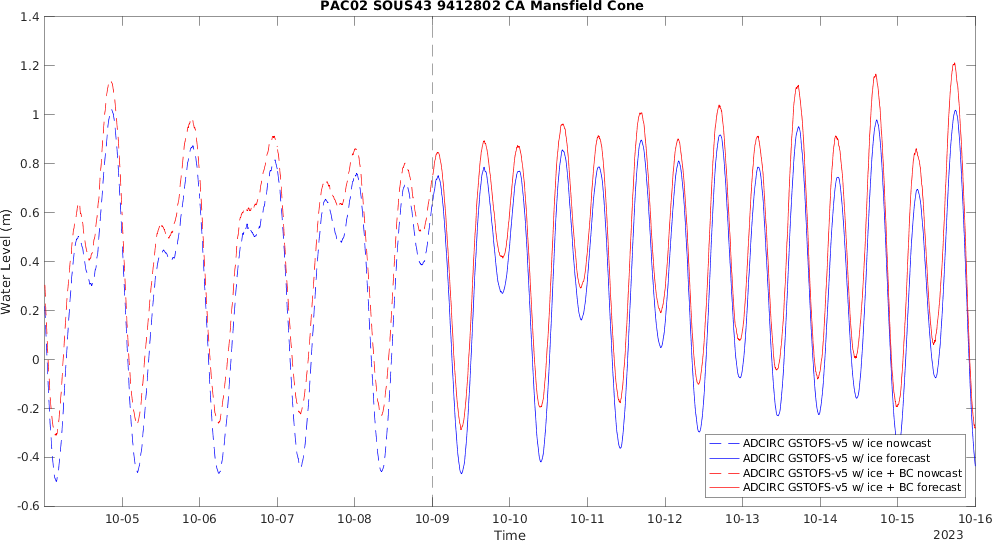 PAC02 SOUS43 9412802 CA Mansfield Cone
1.4
1.2
1
0.8
0.6
0.4
0.2
0
-0.2
-0.4
-0.6
Water Level (m)
ADCIRC GSTOFS-v5 w/ ice nowcast
ADCIRC GSTOFS-v5 w/ ice forecast
ADCIRC GSTOFS-v5 w/ ice + BC nowcast
ADCIRC GSTOFS-v5 w/ ice + BC forecast
10-05 10-06 10-07 10-08 10-09 10-10 10-11 10-12 10-13 10-14 10-15 10-16
Time
2023